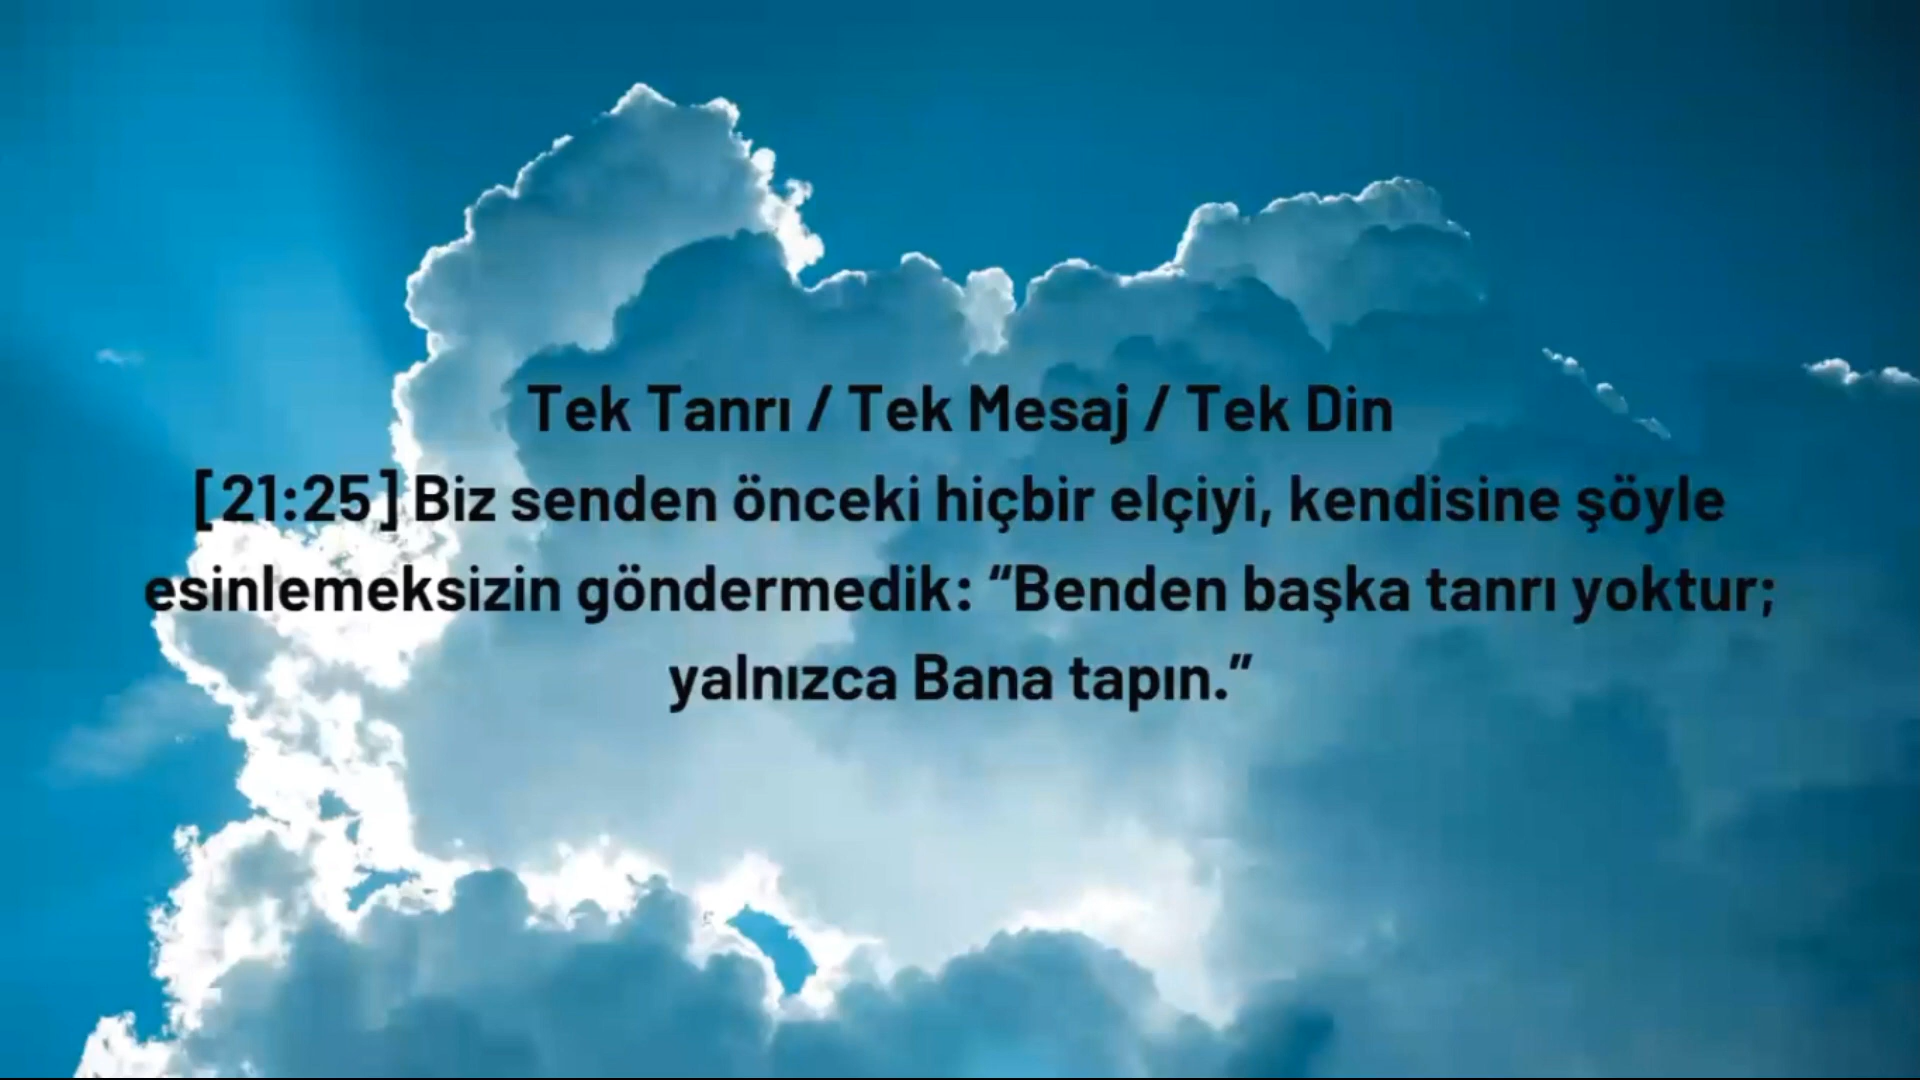 Tek Tanrı / Tek Mesaj / Tek Din
[21:25] Biz senden önceki hiçbir elçiyi, kendisine şöyle
esinlemeksizin göndermedik: “Benden başka tanrı yoktur;
yalnızca Bana tapın.”